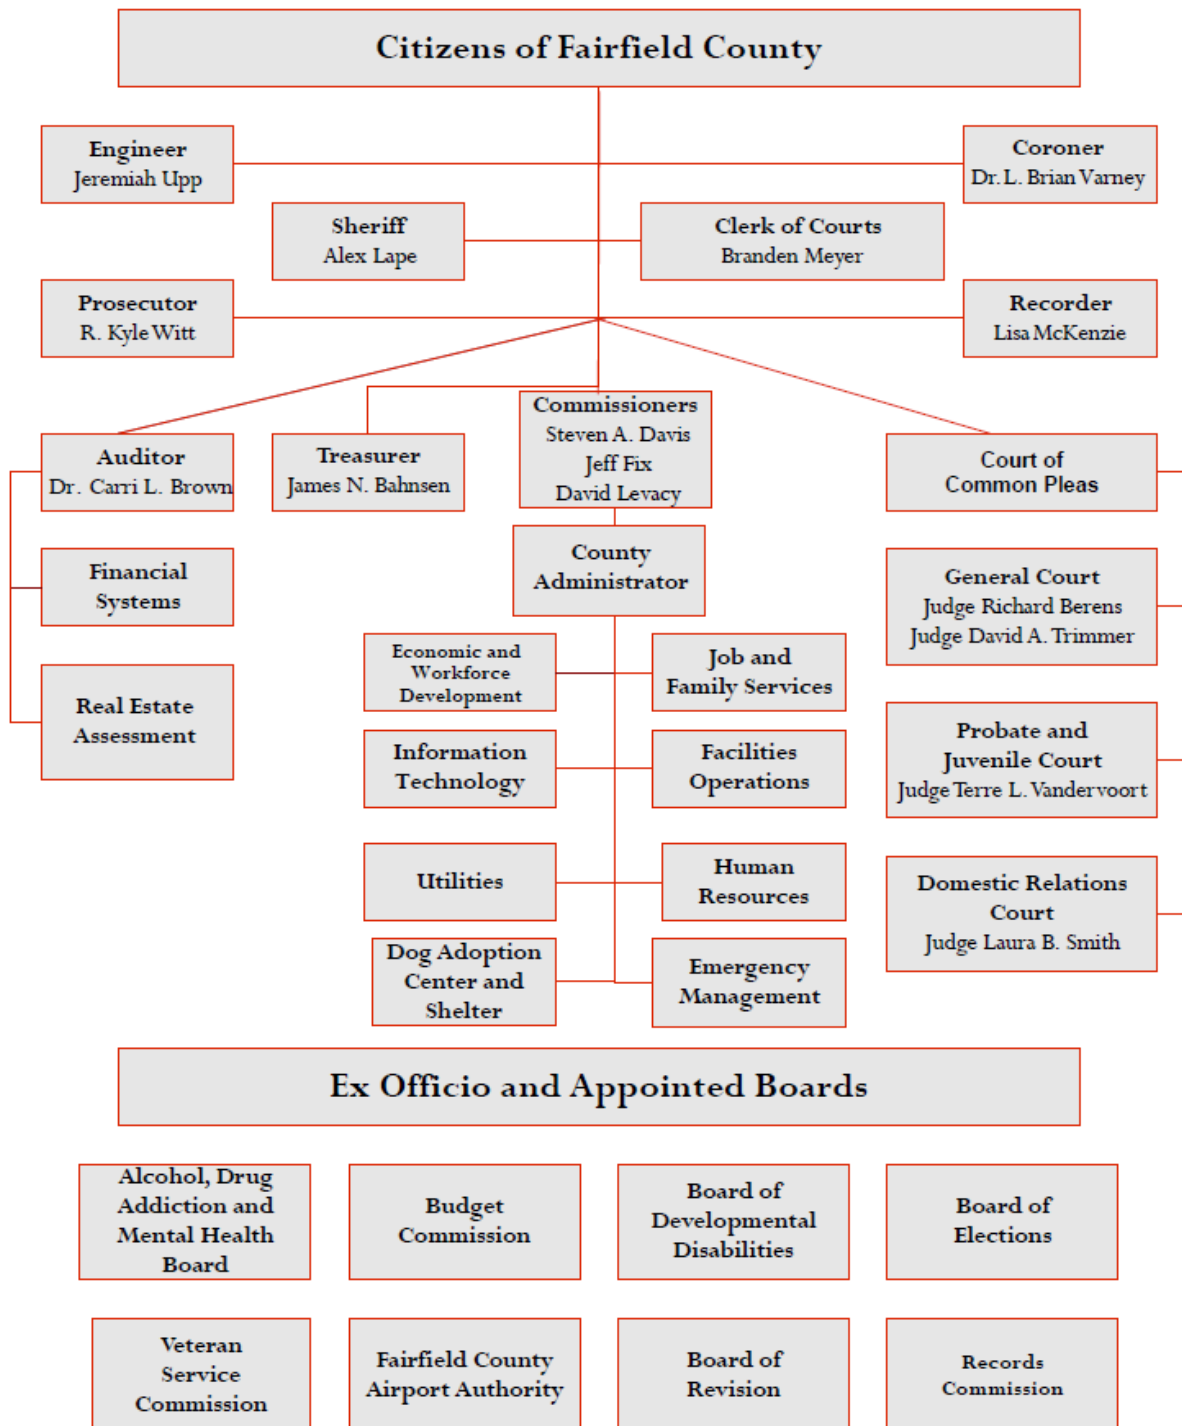 Citizens of Fairfield County
Engineer
Jeremiah Upp
Coroner
Dr. L. Brian Varney
Sheriff
Alex Lape
Clerk of Courts
Branden Meyer
Prosecutor
R. Kyle Witt
Recorder
Lisa McKenzie
Auditor
Dr. Carri L. Brown
Treasurer
James N. Bahnsen
Commissioners
Steven A. Davis
Jeff Fix
David Levacy
Court of
Common Pleas
Financial
Systems
Real Estate
Assessment
County
Administrator
Economic and
Workforce
Development
Job and
Family Services
Information
Technology
Facilities
Operations
Utilities
Human
Resources
Dog Adoption
Center and
Shelter
Emergency
Management
General Court
Judge Richard Berens
Judge David A. Trimmer
Probate and
Juvenile Court
Judge Terre L. Vandervoort
Domestic Relations
Court
Judge Laura B. Smith
Ex Officio and Appointed Boards
Alcohol, Drug
Addiction and
Mental Health
Board
Budget
Commission
Board of
Developmental
Disabilities
Board of
Elections
Veteran
Service
Commission
Fairfield County
Airport Authority
Board of
Revision
Records
Commission